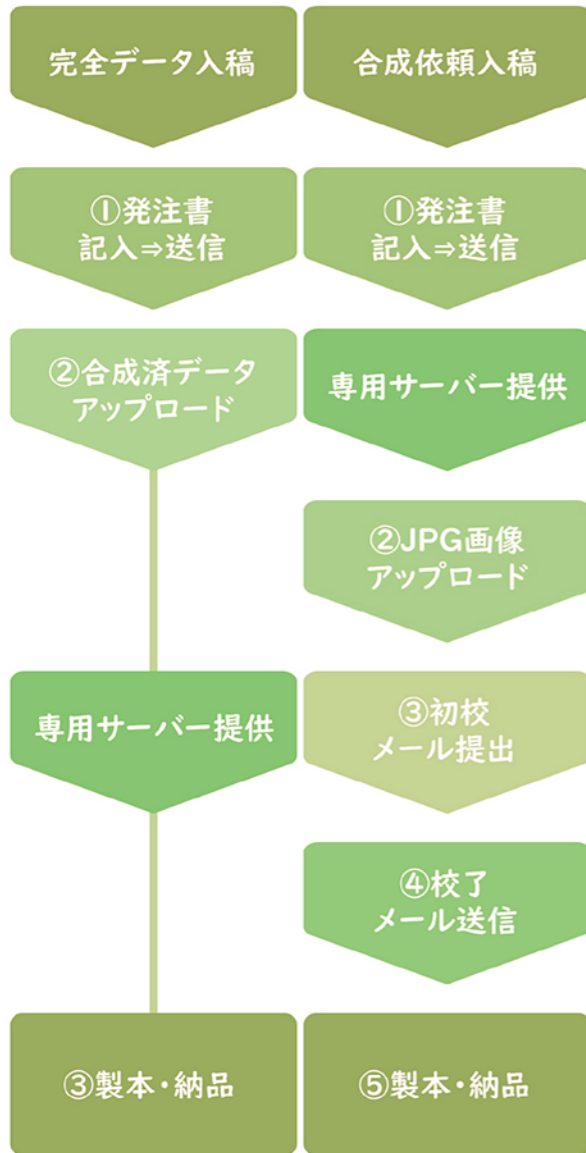 完全データ入稿
①発注書
記入⇒送信
②合成済データ
アップロード
専用サーバー提供
③製本・納品
合成依頼入稿
①発注書
記入⇒送信
専用サーバー提供
②JPG画像
アップロード
③初校
メール提出
④校了
メール送信
⑤製本・納品